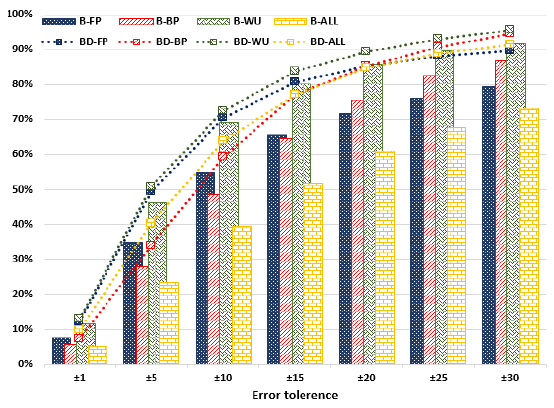 100%
B-FP B-BP B-WU B-ALL
90%
BD-FP BD-BP BD-WU BD-ALL
80%
70%
60%
50%
40%
30%
20%
10%
0%
±1 ±5 ±10 ±15 ±20 ±25 ±30
Error tolerence